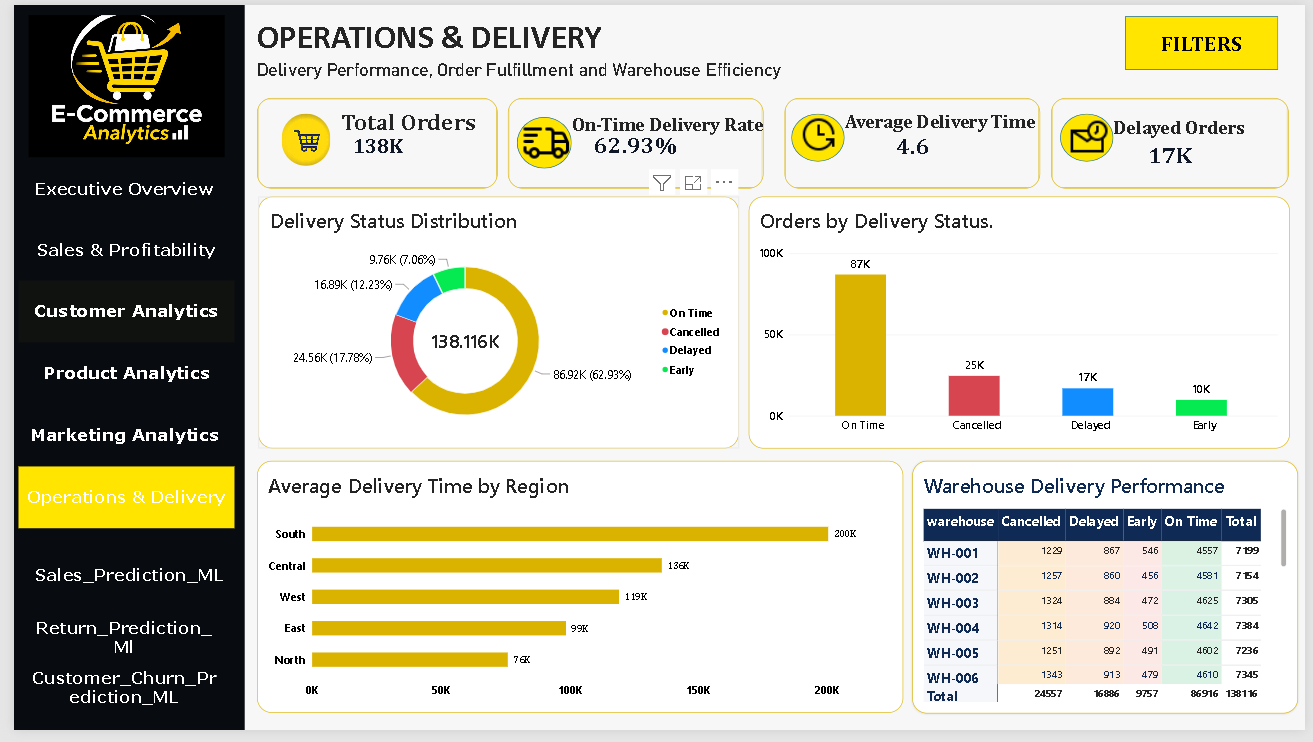 E-Commerce
Analytics
Executive Overview
Sales & Profitability
Customer Analytics
Product Analytics
Marketing Analytics
Operations & Delivery
Sales_Prediction_ML
Return_Prediction_
Ml
Customer_Churn_Pr
ediction_ML
OPERATIONS & DELIVERY
Delivery Performance, Order Fulfillment and Warehouse Efficiency
FILTERS
Total Orders
138K
On-Time Delivery Rate
62.93%
Average Delivery Time
4.6
Delayed Orders
17K
Delivery Status Distribution
9.76K (7.06%)
16.89K (12.23%)
24.56K (17.78%)
138.116K
86.92K (62.93%)
On Time
Cancelled
Delayed
Early
Orders by Delivery Status.
100K
50K
0K
87K
25K
17K
10K
On Time Cancelled Delayed Early
Average Delivery Time by Region
South 200K
Central 136K
West 119K
East 99K
North 76K
0K 50K 100K 150K 200K
Warehouse Delivery Performance
warehouse Cancelled Delayed Early On Time Total
WH-001 1229 867 546 4557 7199
WH-002 1257 860 456 4581 7154
WH-003 1324 884 472 4625 7305
WH-004 1314 920 508 4642 7384
WH-005 1251 892 491 4602 7236
WH-006 1343 913 479 4610 7345
Total 24557 16886 9757 86916 138116